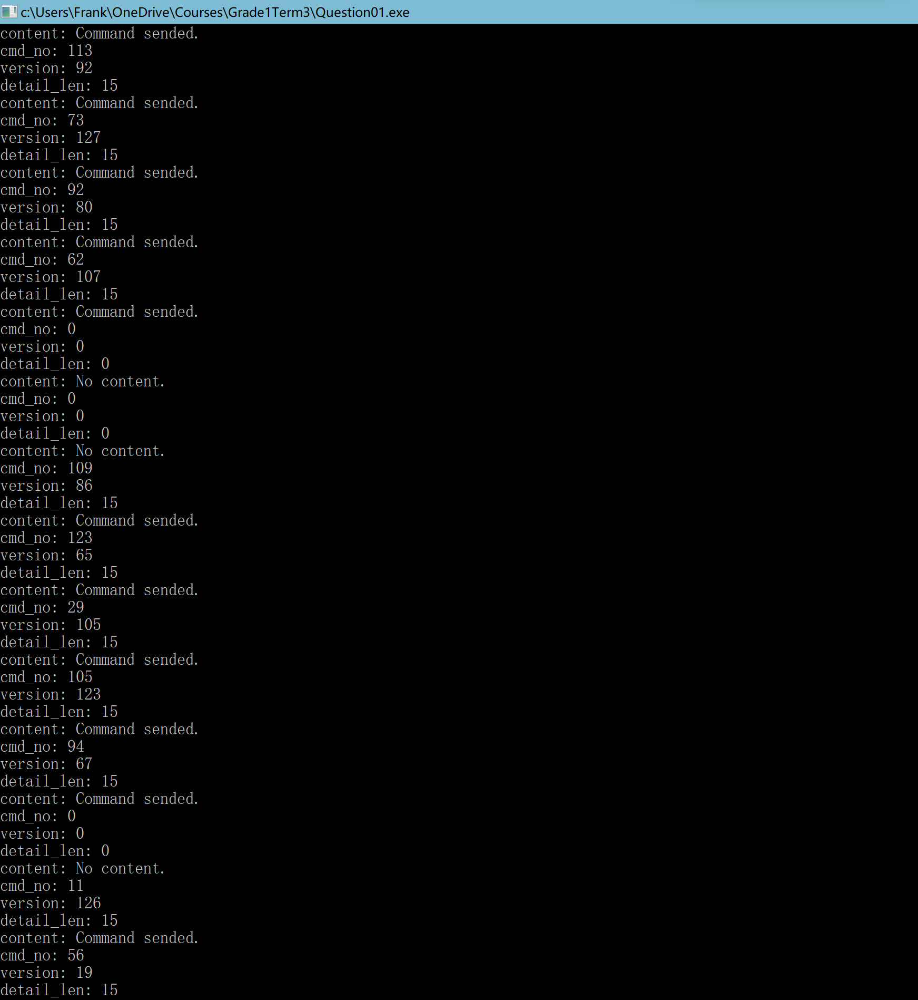 c:\Users\Frank\OneDrive\Courses\Grade1Term3\Question01.exe
content: Command sended.
cmd_no: 113
version: 92
detail_len: 15
content: Command sended.
cmd_no: 73
version: 127
detail_len: 15
content: Command sended.
cmd_no: 92
version: 80
detail_len: 15
content: Command sended.
cmd_no: 62
version: 107
detail_len: 15
content: Command sended.
cmd_no: 0
version: 0
detail_len: 0
content: No content.
cmd_no: 0
version: 0
detail_len: 0
content: No content.
cmd_no: 109
version: 86
detail_len: 15
content: Command sended.
cmd_no: 123
version: 65
detail_len: 15
content: Command sended.
cmd_no: 29
version: 105
detail_len: 15
content: Command sended.
cmd_no: 105
version: 123
detail_len: 15
content: Command sended.
cmd_no: 94
version: 67
detail_len: 15
content: Command sended.
cmd_no: 0
version: 0
detail_len: 0
content: No content.
cmd_no: 11
version: 126
detail_len: 15
content: Command sended.
cmd_no: 56
version: 19
detail_len: 15